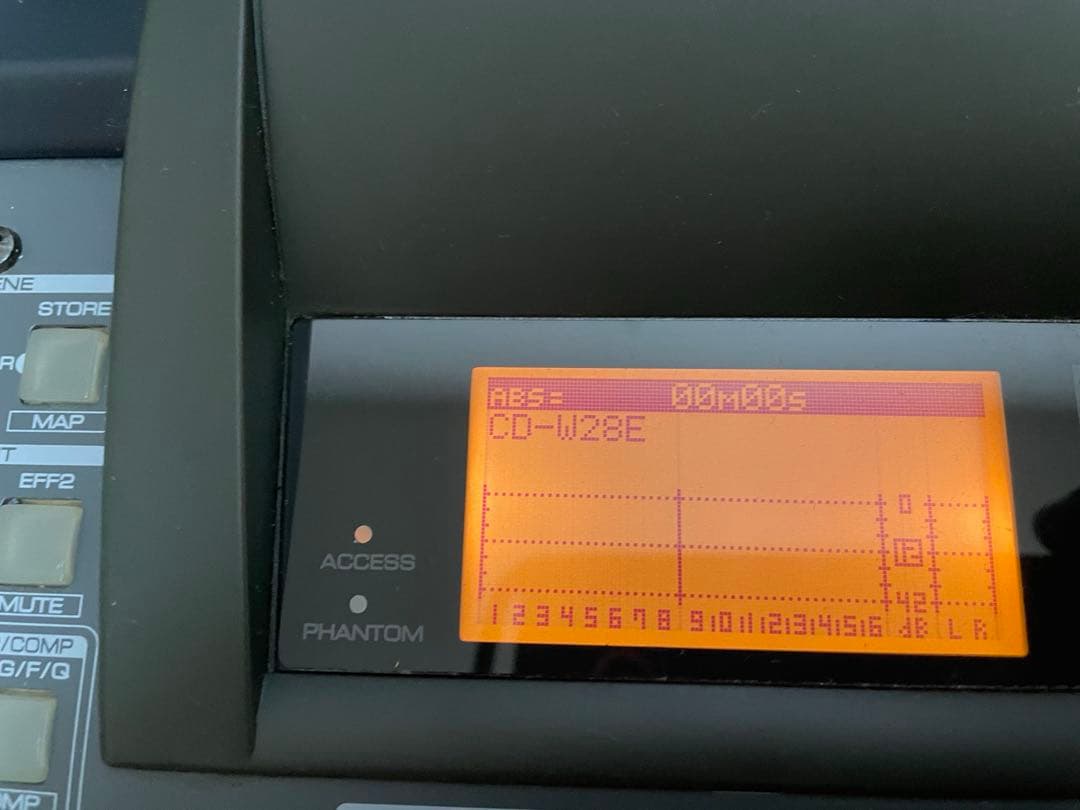 STORE
MAP
EFF2
MUTE
/COMP
G/F/Q
ACCESS
PHANTOM
ABS= 00m00s
CD-W28E
0
12
42
1 2 3 4 5 6 7 8 9 10 11 12 13 14 15 16 dB L R